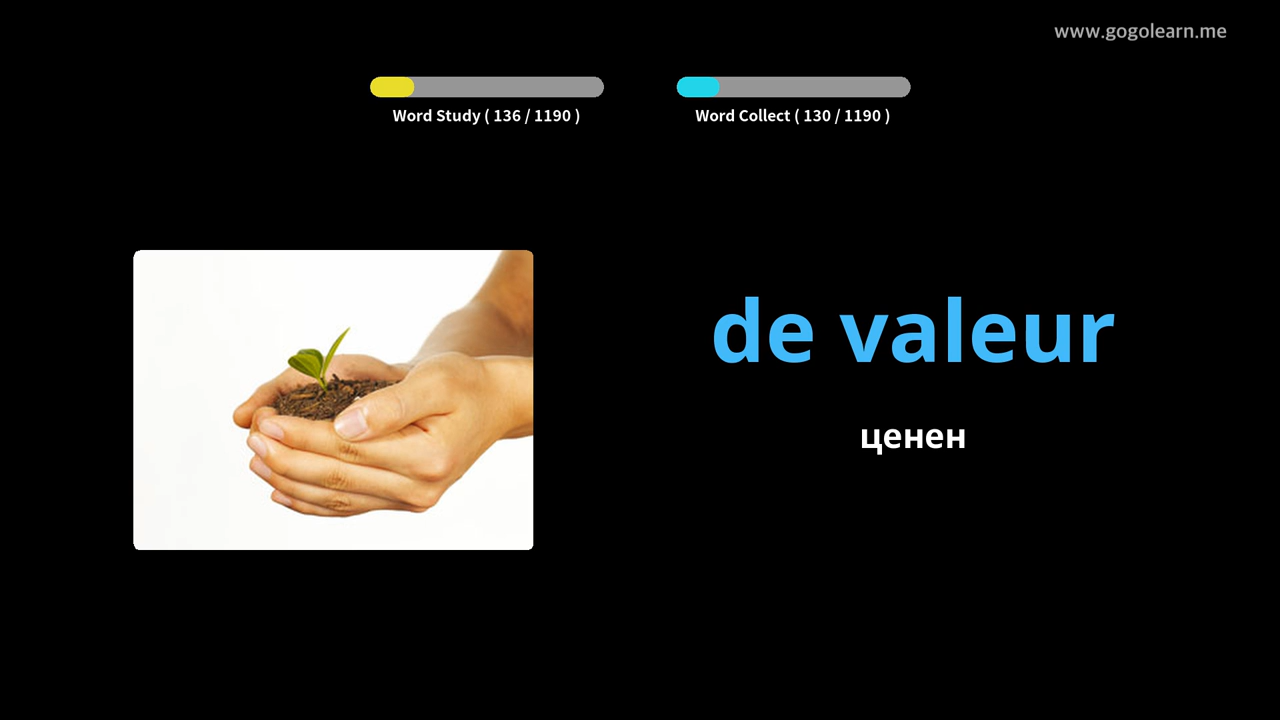 www.gogolearn.me
Word Study ( 136 / 1190 )
Word Collect ( 130 / 1190 )
de valeur
ценен